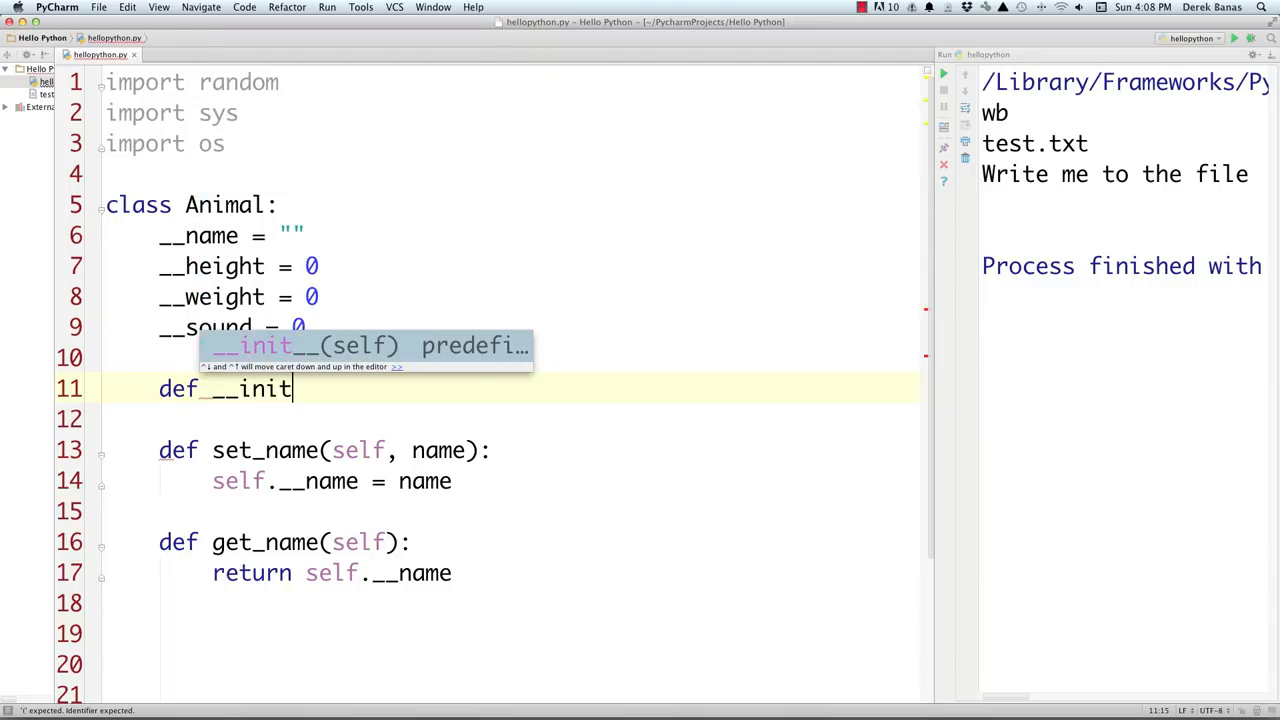 PyCharm File Edit View Navigate Code Refactor Run Tools VCS Window Help 10 Sun 4:08 PM Derek Banas
hellopython.py – Hello Python – [~/PycharmProjects/Hello Python]
Hello Python hellopython.py hellopython
hellopython.py Run hellopython
Hello P
hell
test
Externa
1 import random
2 import sys
3 import os
4
5 class Animal:
6 __name = ""
7 __height = 0
8 __weight = 0
9 __sound = 0
10 __init__(self) predefi...
^↓ and ^↑ will move caret down and up in the editor >>
11 def __init
12
13 def set_name(self, name):
14 self.__name = name
15
16 def get_name(self):
17 return self.__name
18
19
20
21
/Library/Frameworks/Py
wb
test.txt
Write me to the file
Process finished with
'(' expected. Identifier expected. 11:15 LF UTF-8